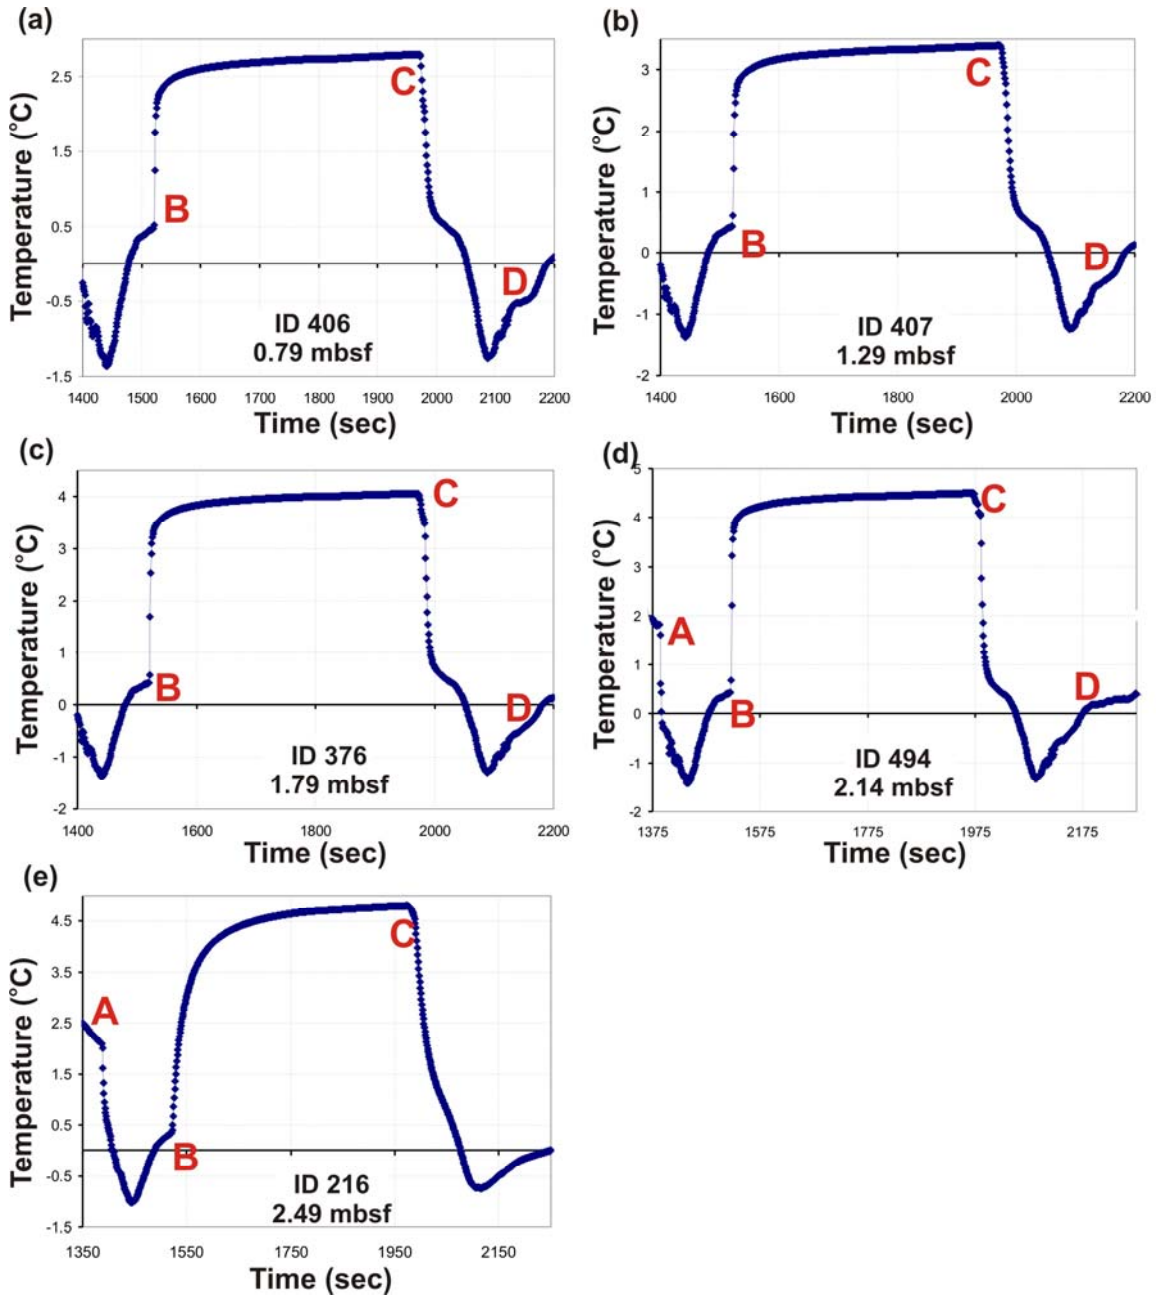 (a)
Temperature (°C)
2.5
1.5
0.5
-0.5
-1.5
B
C
D
ID 406
0.79 mbsf
1400 1500 1600 1700 1800 1900 2000 2100 2200
Time (sec)
(b)
Temperature (°C)
3
2
1
0
-1
-2
B
C
D
ID 407
1.29 mbsf
1400 1600 1800 2000 2200
Time (sec)
(c)
Temperature (°C)
4
3
2
1
0
-1
-2
B
C
D
ID 376
1.79 mbsf
1400 1600 1800 2000 2200
Time (sec)
(d)
Temperature (°C)
5
4
3
2
1
0
-1
-2
A
B
C
D
ID 494
2.14 mbsf
1375 1575 1775 1975 2175
Time (sec)
(e)
Temperature (°C)
4.5
3.5
2.5
1.5
0.5
-0.5
-1.5
A
B
C
ID 216
2.49 mbsf
1350 1550 1750 1950 2150
Time (sec)